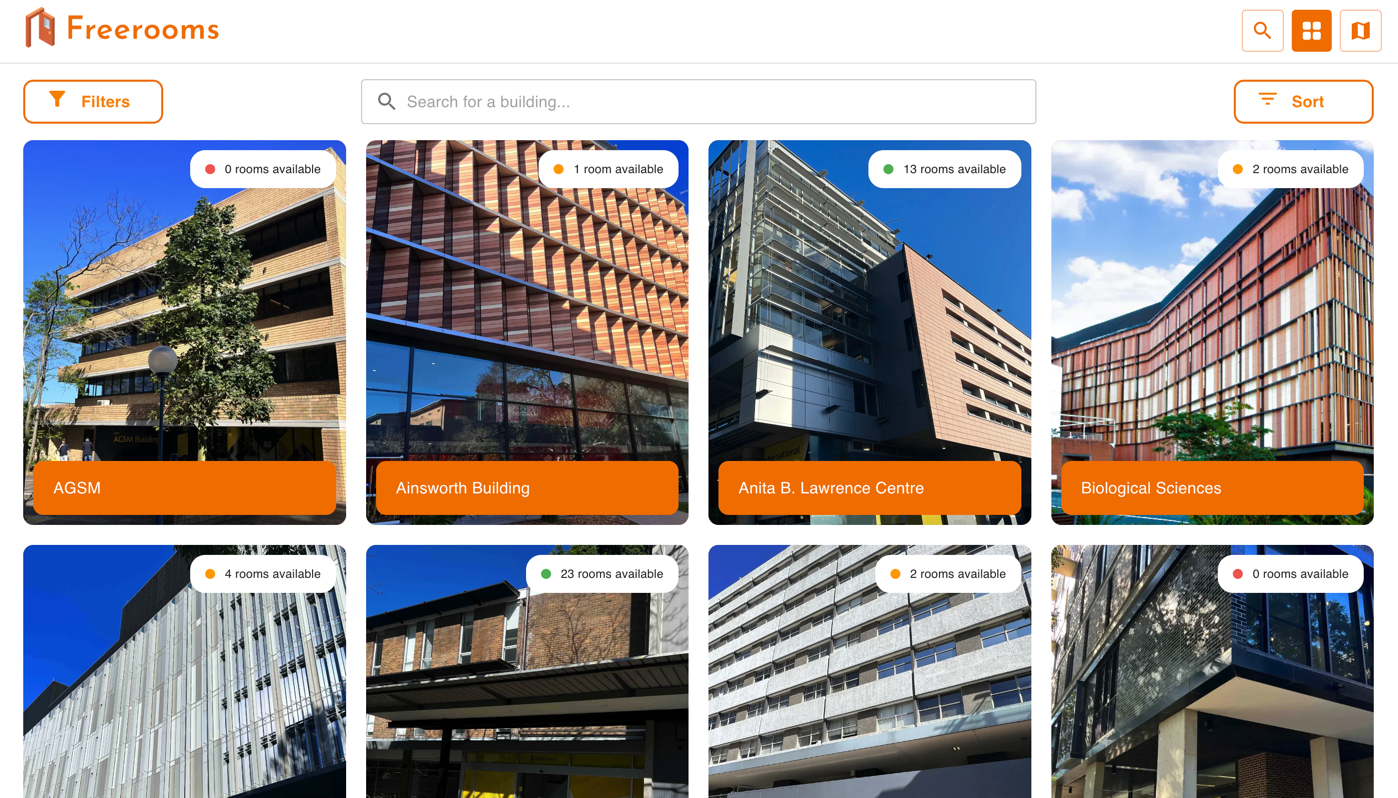 Freerooms
Filters
Search for a building...
Sort
0 rooms available
1 room available
13 rooms available
2 rooms available
AGSM Building
AGSM
Ainsworth Building
Anita B. Lawrence Centre
Biological Sciences
4 rooms available
23 rooms available
2 rooms available
0 rooms available